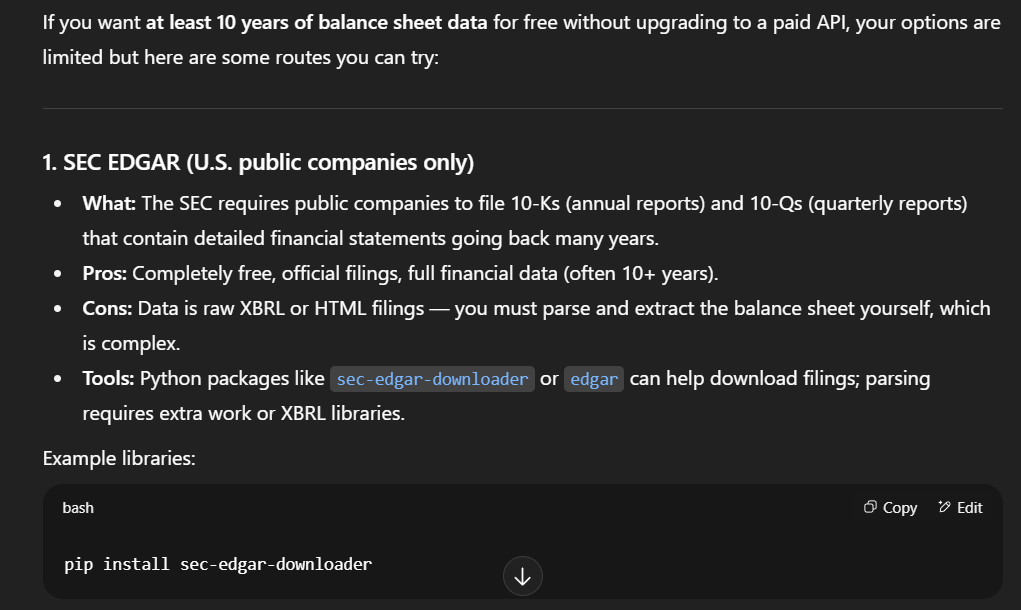 If you want at least 10 years of balance sheet data for free without upgrading to a paid API, your options are
limited but here are some routes you can try:
1. SEC EDGAR (U.S. public companies only)
• What: The SEC requires public companies to file 10-Ks (annual reports) and 10-Qs (quarterly reports)
that contain detailed financial statements going back many years.
• Pros: Completely free, official filings, full financial data (often 10+ years).
• Cons: Data is raw XBRL or HTML filings — you must parse and extract the balance sheet yourself, which
is complex.
• Tools: Python packages like sec-edgar-downloader or edgar can help download filings; parsing
requires extra work or XBRL libraries.
Example libraries:
bash Copy Edit
pip install sec-edgar-downloader